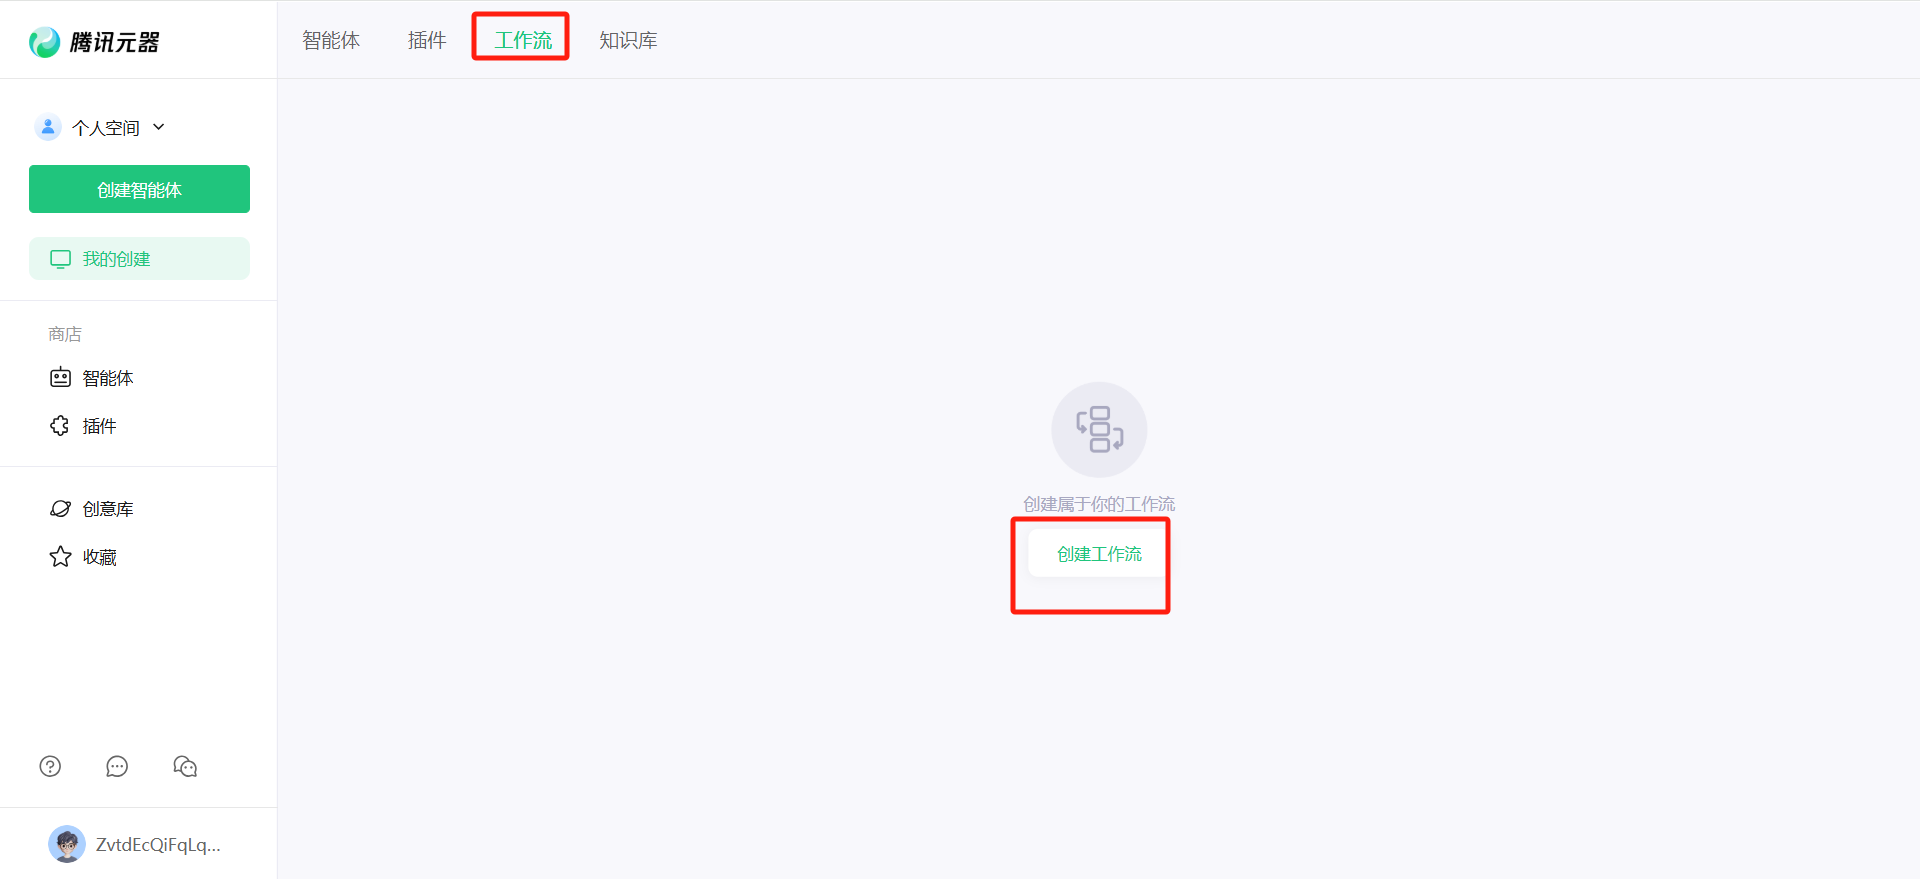 腾讯元器
智能体 插件 工作流 知识库
个人空间
创建智能体
我的创建
商店
智能体
插件
创意库
收藏
ZvtdEcQiFqLq...
创建属于你的工作流
创建工作流